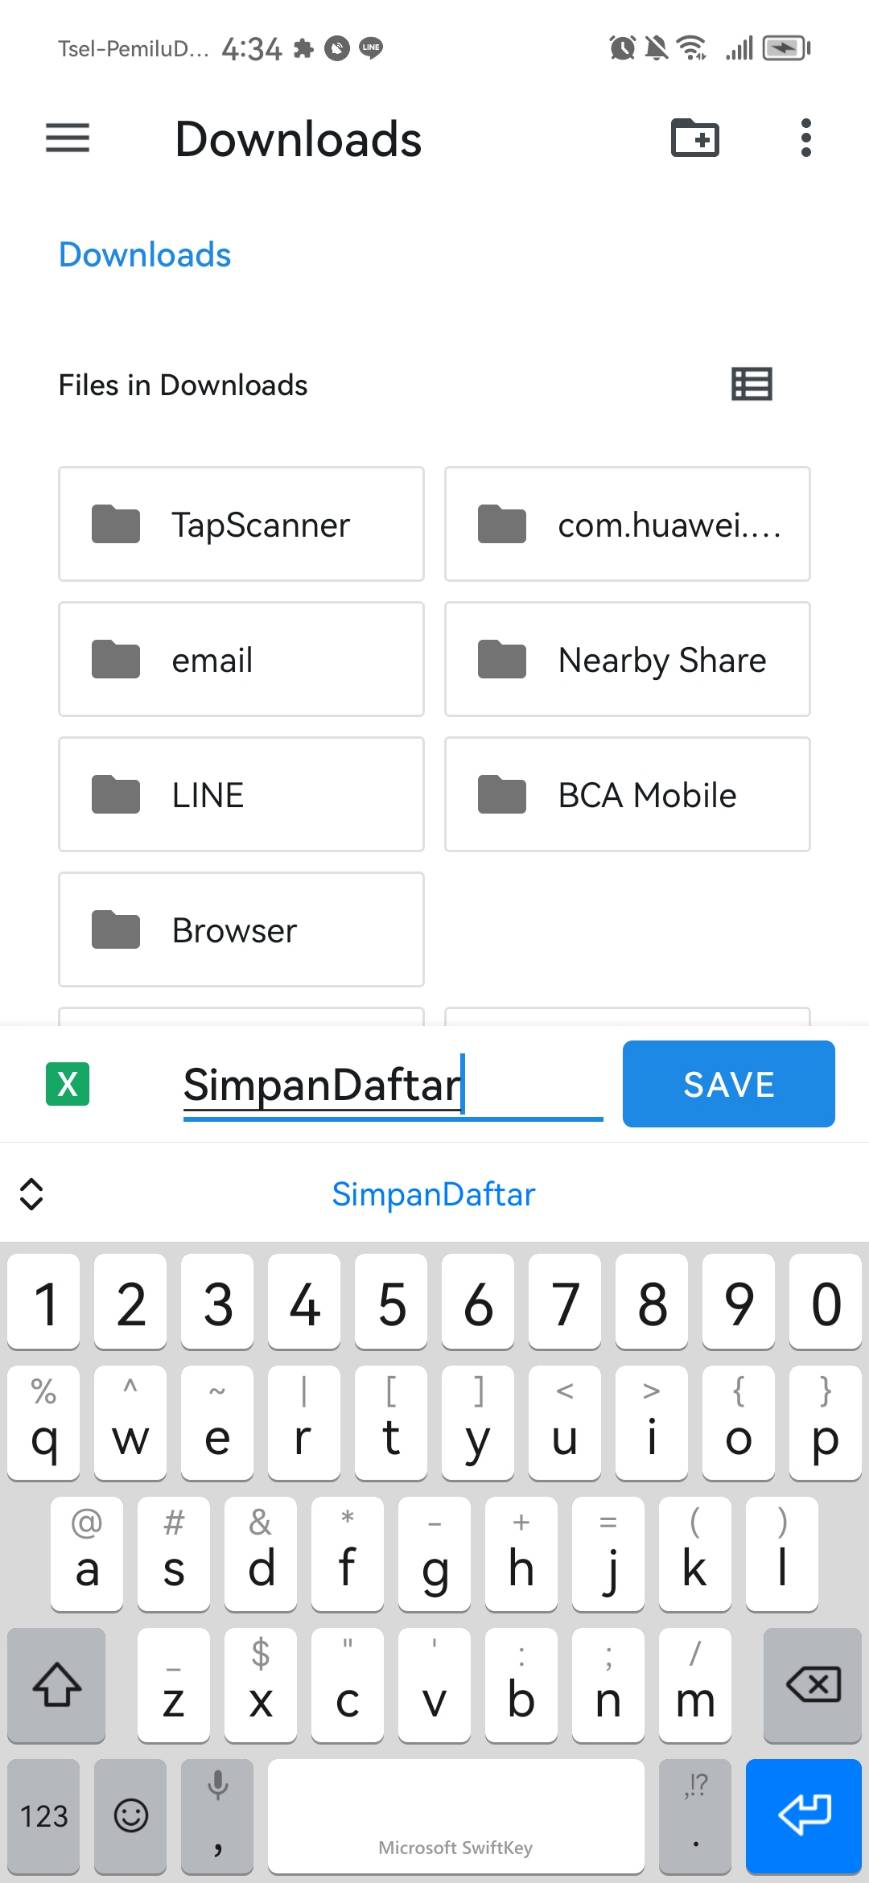 Tsel-PemiluD... 4:34 LINE
Downloads
Downloads
Files in Downloads
TapScanner com.huawei....
email Nearby Share
LINE BCA Mobile
Browser
X SimpanDaftar SAVE
SimpanDaftar
1 2 3 4 5 6 7 8 9 0
% ^ ~ | [ ] < > { }
q w e r t y u i o p
@ # & * - + = ( )
a s d f g h j k l
_ $ " ' : ; /
z x c v b n m
123 , Microsoft SwiftKey ,!? .